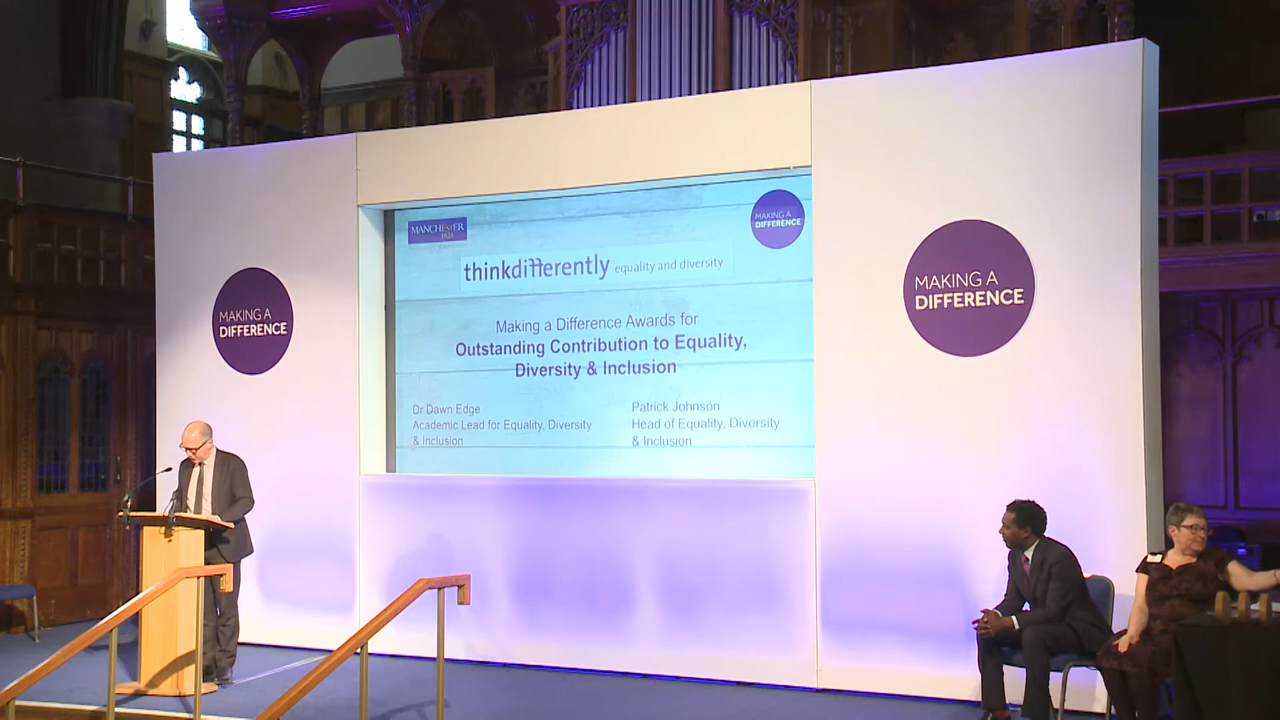 MANCHESTER
1824
MAKING A
DIFFERENCE
thinkdifferently equality and diversity
Making a Difference Awards for
Outstanding Contribution to Equality,
Diversity & Inclusion
Dr Dawn Edge
Academic Lead for Equality, Diversity
& Inclusion
Patrick Johnson
Head of Equality, Diversity
& Inclusion
MAKING A
DIFFERENCE
MAKING A
DIFFERENCE